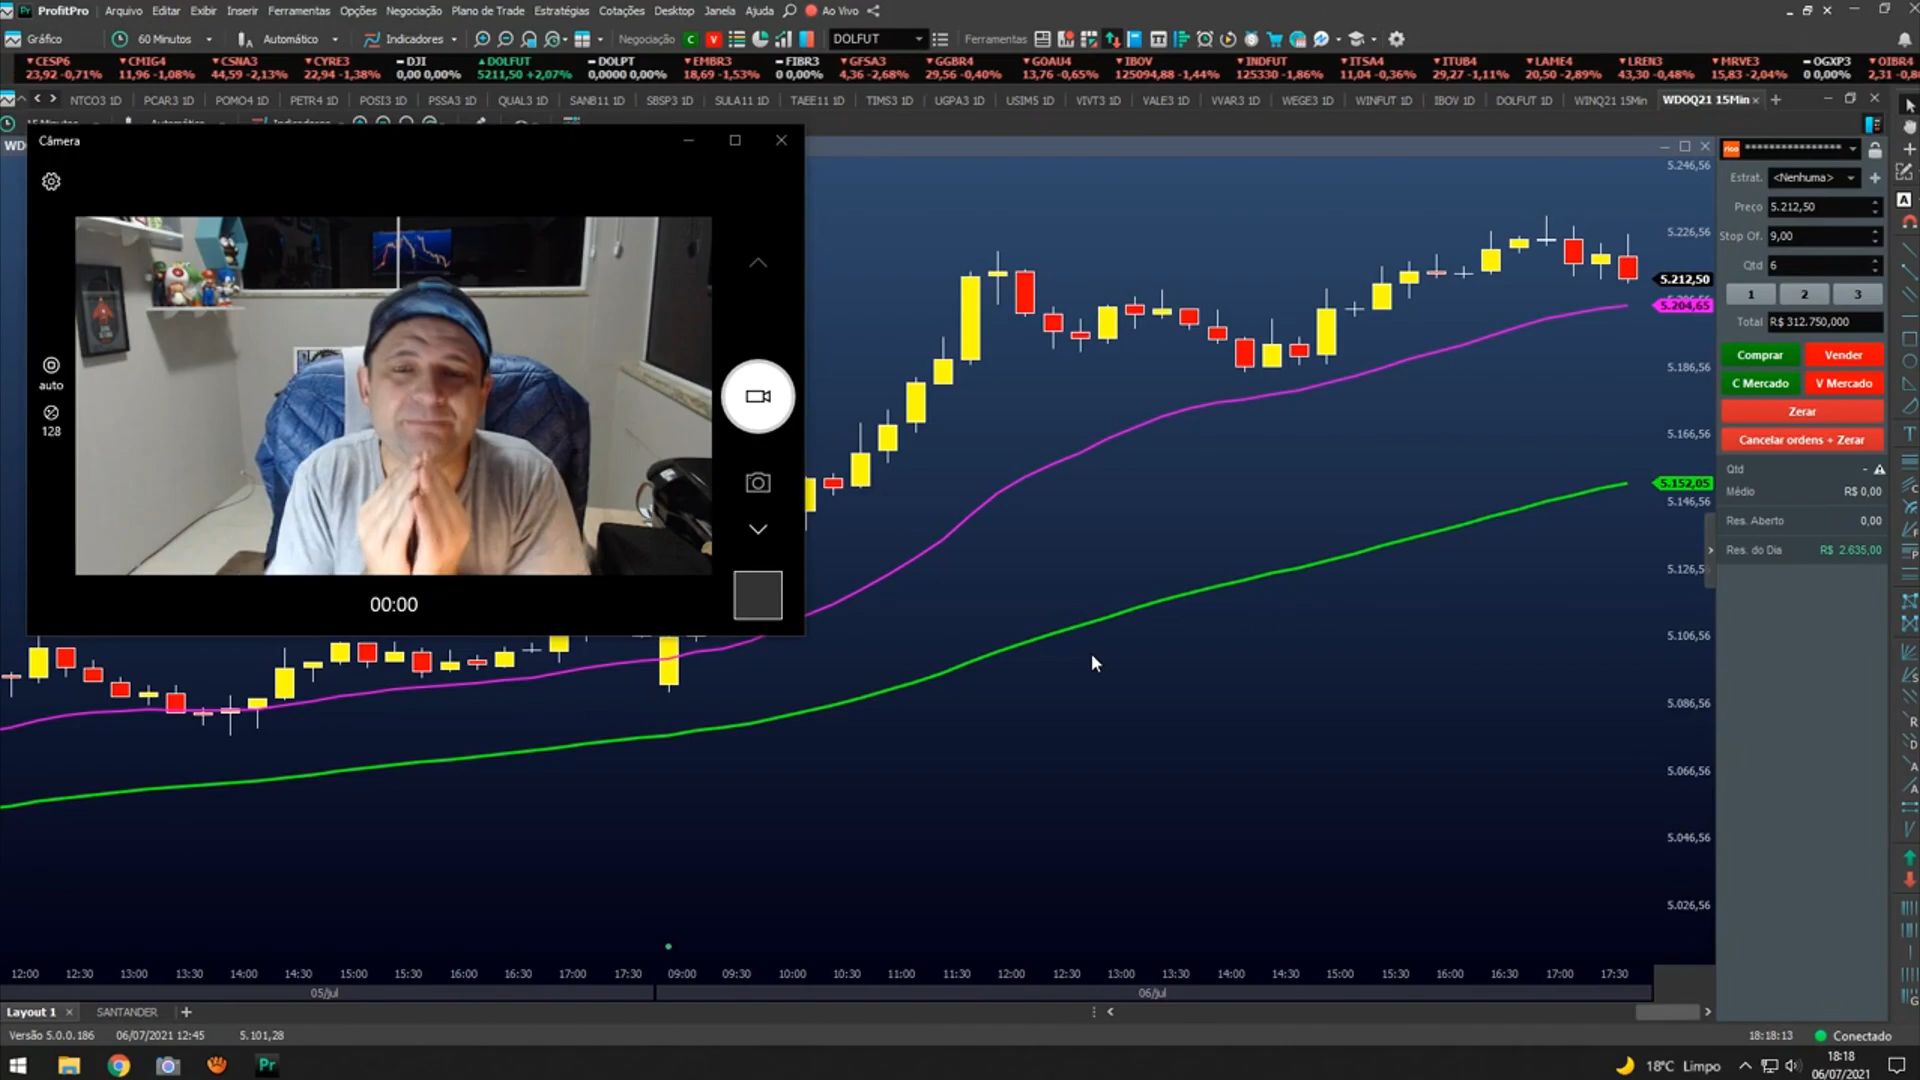 ProfitPro Arquivo Editar Exibir Inserir Ferramentas Opções Negociação Plano de Trade Estratégias Cotações Desktop Janela Ajuda Ao Vivo
Gráfico 60 Minutos Automático Indicadores Negociação C V DOLFUT Ferramentas
CESP6 CMIG4 CSNA3 CYRE3 DJI DOLFUT DOLPT EMBR3 FIBR3 GFSA3 GGBR4 GOAU4 IBOV INDFUT ITSA4 ITUB4 LAME4 LREN3 MRVE3 OGXP3 OIBR4
23,92 -0,71% 11,96 -1,08% 44,59 -2,13% 22,94 -1,38% 0,00 0,00% 5211,50 +2,07% 0,0000 0,00% 18,69 -1,53% 0 0,00% 4,36 -2,68% 29,56 -0,40% 13,76 -0,65% 125094,88 -1,44% 125330 -1,86% 11,04 -0,36% 29,27 -1,11% 20,50 -2,89% 43,30 -0,48% 15,83 -2,04% 0 0,00% 2,31 -0,8
NTCO3 1D PCAR3 1D POMO4 1D PETR4 1D POSI3 1D PSSA3 1D QUAL3 1D SANB11 1D SBSP3 1D SULA11 1D TAEE11 1D TIMS3 1D UGPA3 1D USIM5 1D VIVT3 1D VALE3 1D VVAR3 1D WEGE3 1D WINFUT 1D IBOV 1D DOLFUT 1D WINQ21 15Min WDOQ21 15Min
Câmera
WD
auto
128
00:00
5.246,56
5.226,56
5.212,50
5.204,65
5.186,56
5.166,56
5.152,05
5.146,56
5.126,5
5.106,56
5.086,56
5.066,56
5.046,56
5.026,56
rico ****************
Estrat. <Nenhuma>
Preço 5.212,50
Stop Of. 9,00
Qtd 6
1 2 3
Total R$ 312.750,000
Comprar Vender
C Mercado V Mercado
Zerar
Cancelar ordens + Zerar
Qtd -
Médio R$ 0,00
Res. Aberto 0,00
Res. do Dia R$ 2.635,00
12:00 12:30 13:00 13:30 14:00 14:30 15:00 15:30 16:00 16:30 17:00 17:30 09:00 09:30 10:00 10:30 11:00 11:30 12:00 12:30 13:00 13:30 14:00 14:30 15:00 15:30 16:00 16:30 17:00 17:30
05/jul 06/jul
Layout 1 SANTANDER
Versão 5.0.0.186 06/07/2021 12:45 5.101,28 18:18:13 Conectado
Pr 18°C Limpo 18:18
06/07/2021